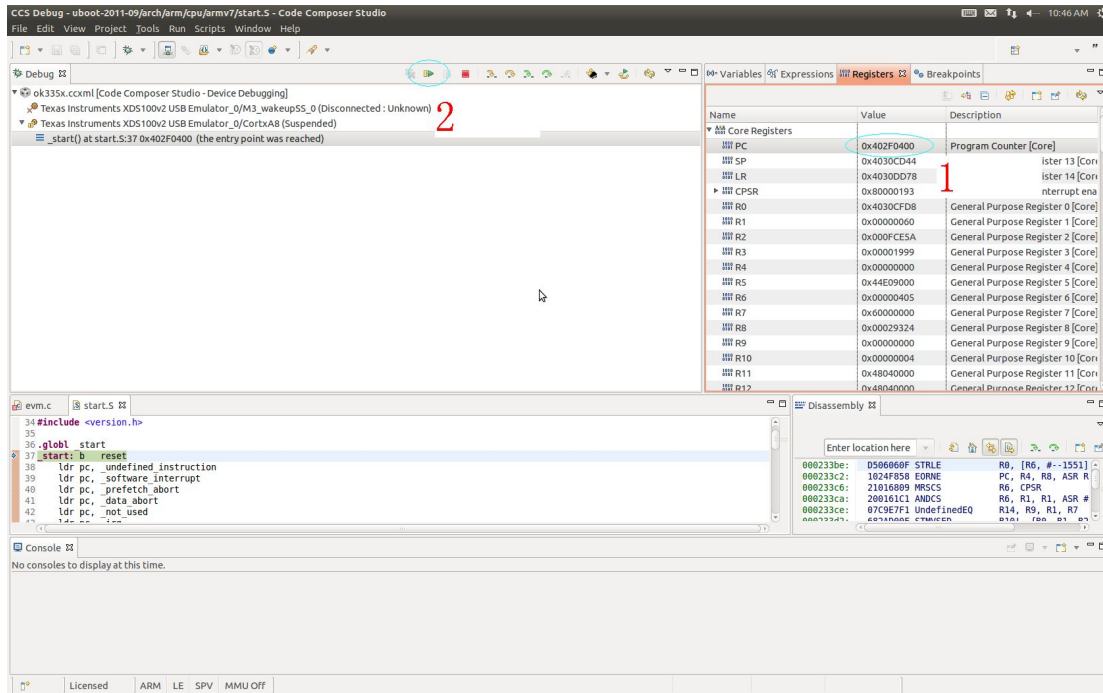 CCS Debug - uboot-2011-09/arch/arm/cpu/armv7/start.S - Code Composer Studio
10:46 AM
File Edit View Project Tools Run Scripts Window Help
Debug
ok335x.ccxml [Code Composer Studio - Device Debugging]
Texas Instruments XDS100v2 USB Emulator_0/M3_wakeupSS_0 (Disconnected : Unknown)
Texas Instruments XDS100v2 USB Emulator_0/CortxA8 (Suspended)
_start() at start.S:37 0x402F0400 (the entry point was reached)
2
Variables Expressions Registers Breakpoints
Name Value Description
Core Registers
PC 0x402F0400 Program Counter [Core]
SP 0x4030CD44 ister 13 [Core
LR 0x4030DD78 ister 14 [Core
CPSR 0x80000193 nterrupt ena
1
R0 0x4030CFD8 General Purpose Register 0 [Core]
R1 0x00000060 General Purpose Register 1 [Core]
R2 0x000FCE5A General Purpose Register 2 [Core]
R3 0x00001999 General Purpose Register 3 [Core]
R4 0x00000000 General Purpose Register 4 [Core]
R5 0x44E09000 General Purpose Register 5 [Core]
R6 0x00000405 General Purpose Register 6 [Core]
R7 0x60000000 General Purpose Register 7 [Core]
R8 0x00029324 General Purpose Register 8 [Core]
R9 0x00000000 General Purpose Register 9 [Core]
R10 0x00000004 General Purpose Register 10 [Core
R11 0x48040000 General Purpose Register 11 [Core
R12 0x48040000 General Purpose Register 12 [Core
evm.c start.S
34 #include <version.h>
35
36 .globl _start
37 _start: b reset
38 ldr pc, _undefined_instruction
39 ldr pc, _software_interrupt
40 ldr pc, _prefetch_abort
41 ldr pc, _data_abort
42 ldr pc, _not_used
43 ldr pc, _irq
Disassembly
Enter location here
000233be: D506060F STRLE R0, [R6, #--1551]
000233c2: 1024F858 EORNE PC, R4, R8, ASR R
000233c6: 21016809 MRSCS R6, CPSR
000233ca: 200161C1 ANDCS R6, R1, R1, ASR #
000233ce: 07C9E7F1 UndefinedEQ R14, R9, R1, R7
Console
No consoles to display at this time.
Licensed ARM LE SPV MMU Off